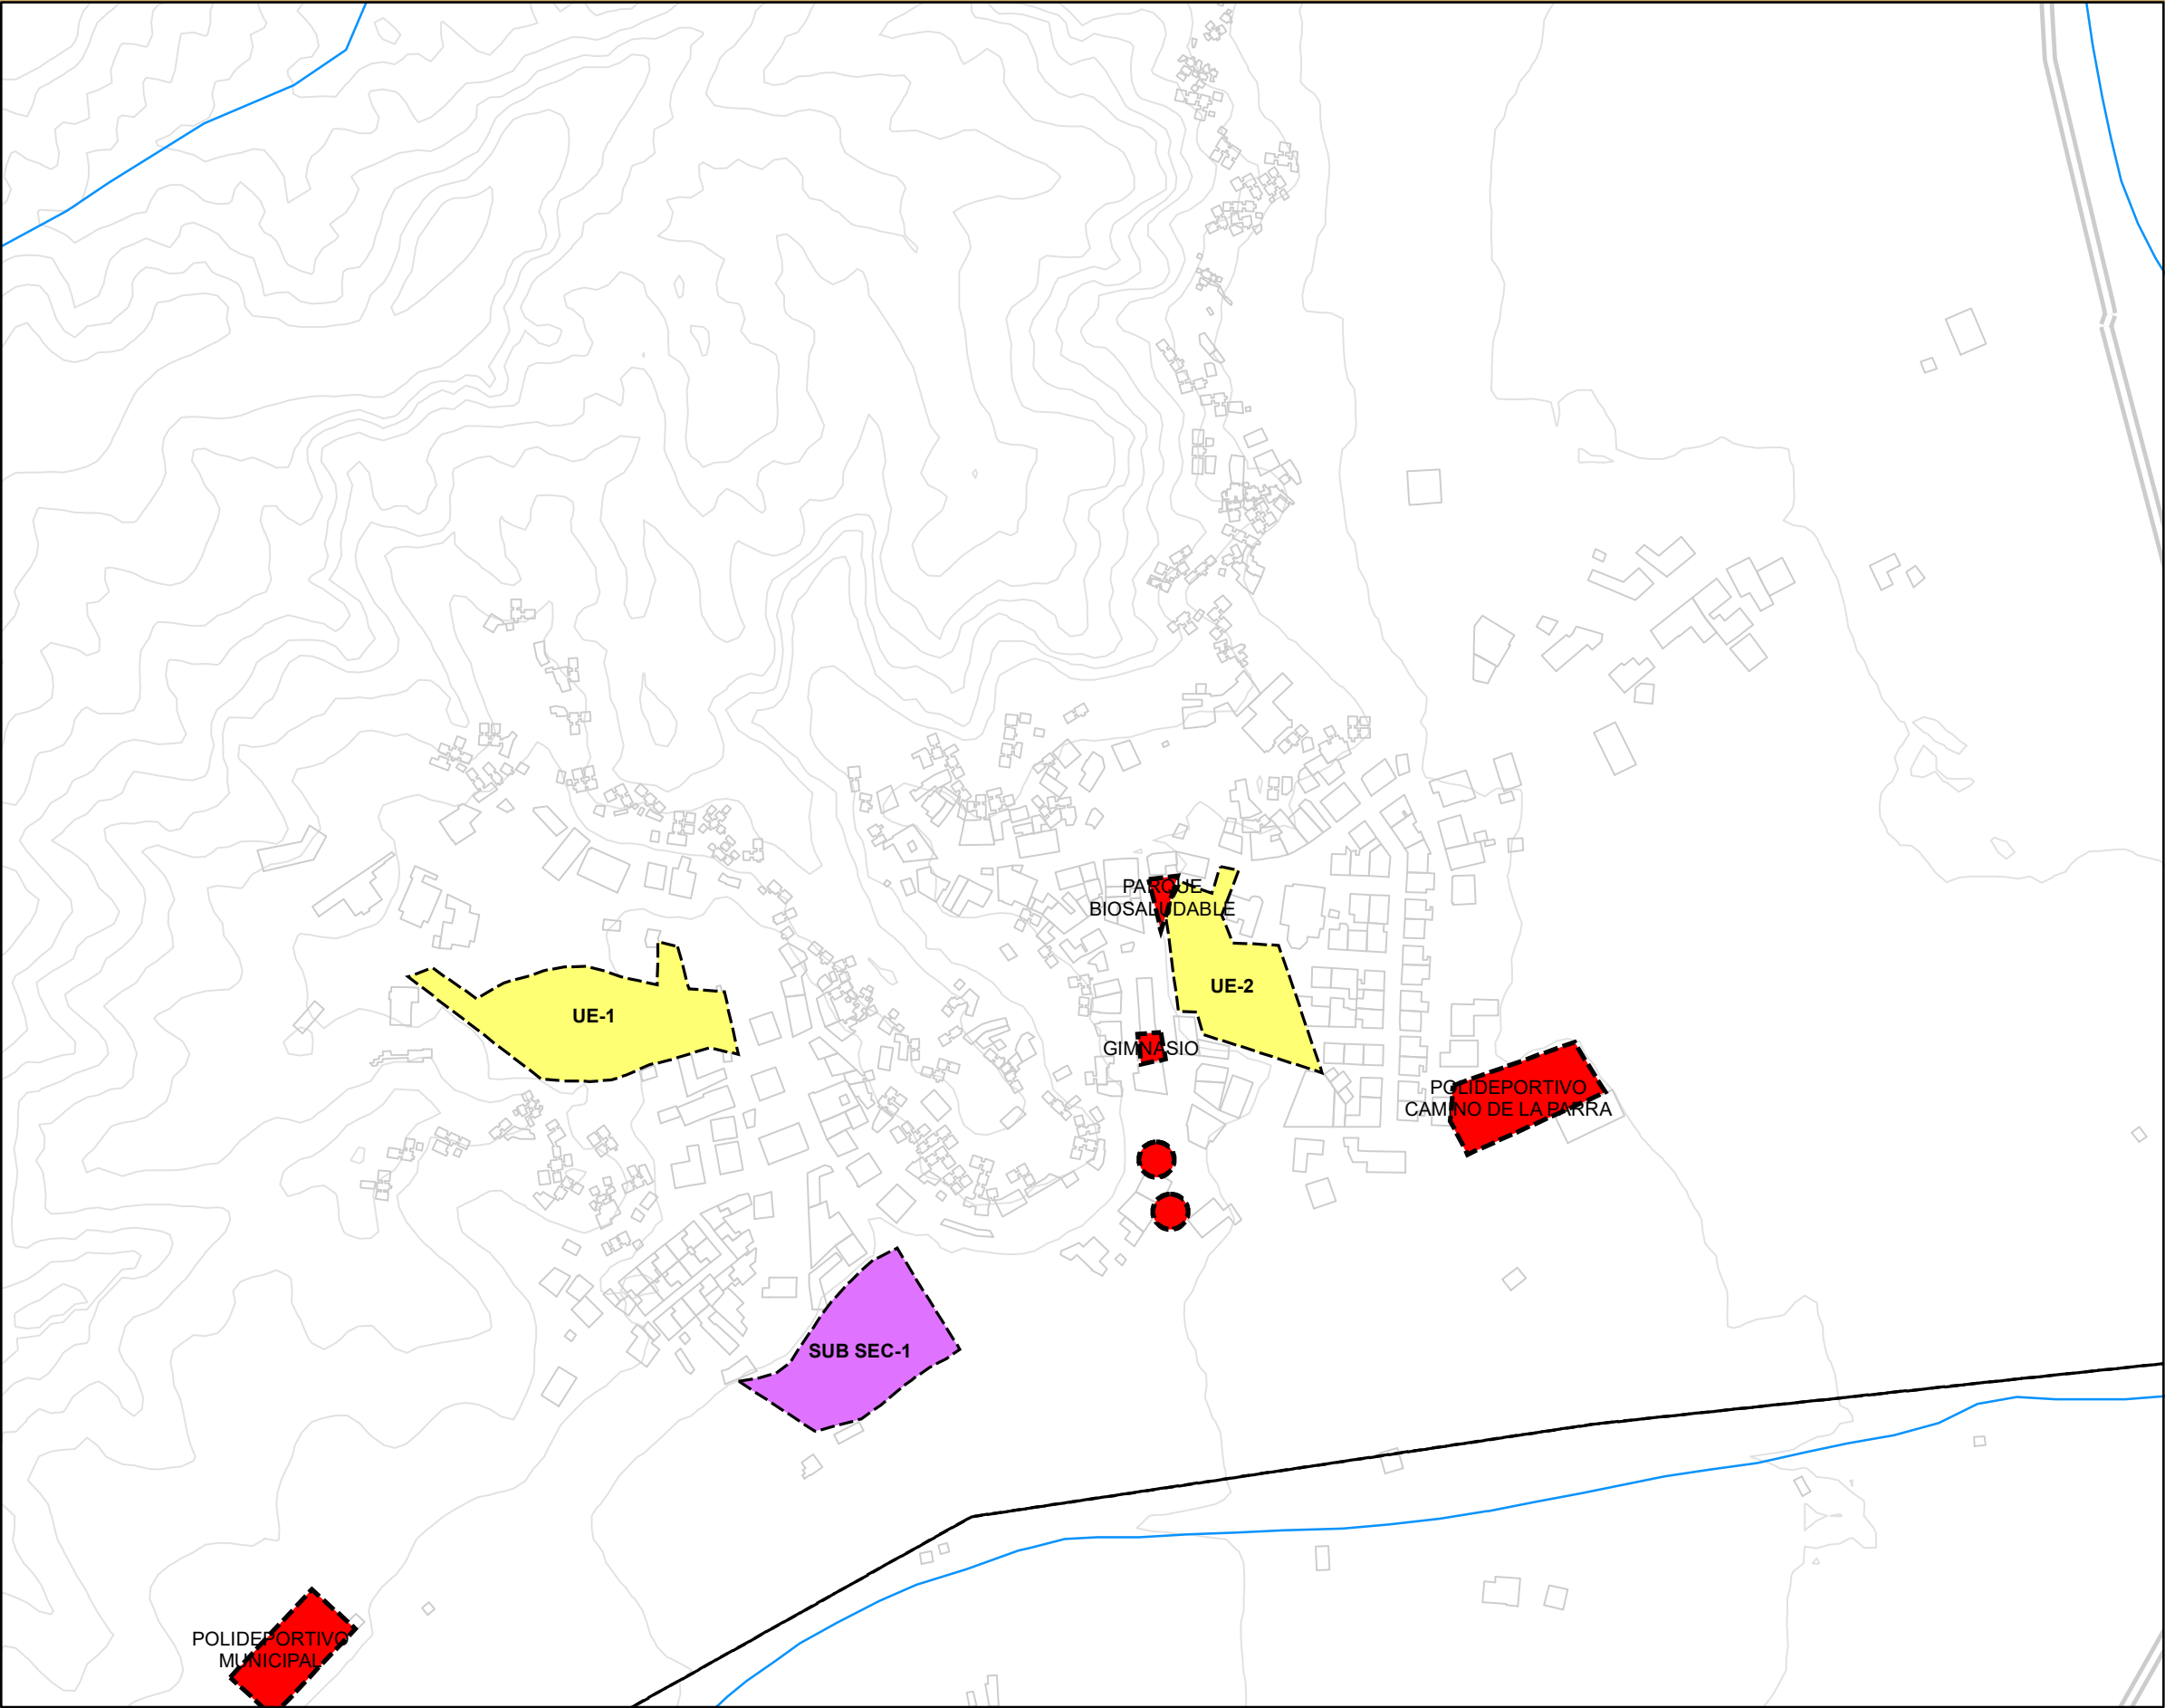 PARQUE
BIOSALUDABLE
UE-2
UE-1
GIMNASIO
POLIDEPORTIVO
CAMINO DE LA PARRA
SUB SEC-1
POLIDEPORTIVO
MUNICIPAL